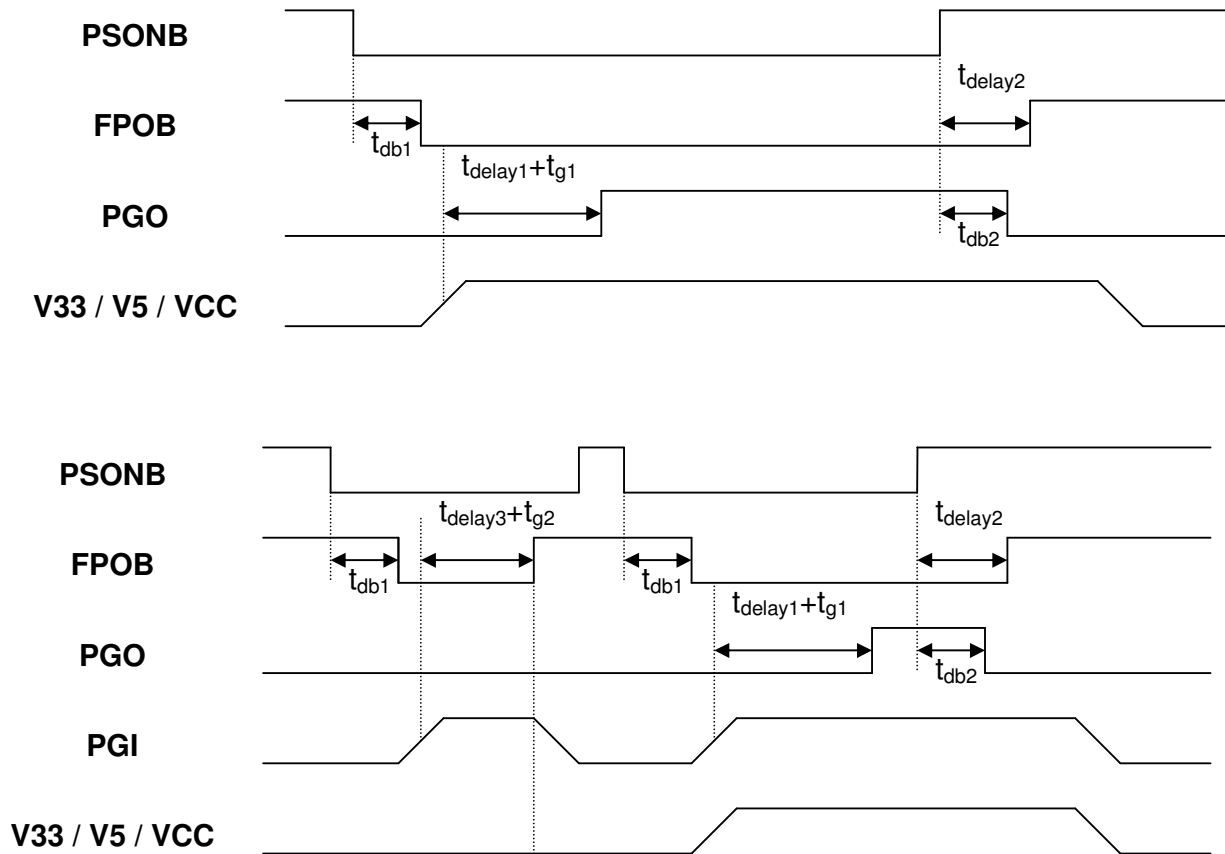 PSONB
tdelay2
FPOB
tdb1
tdelay1+tg1
PGO
tdb2
V33 / V5 / VCC
PSONB
tdelay3+tg2
tdelay2
FPOB
tdb1
tdb1
tdelay1+tg1
PGO
tdb2
PGI
V33 / V5 / VCC